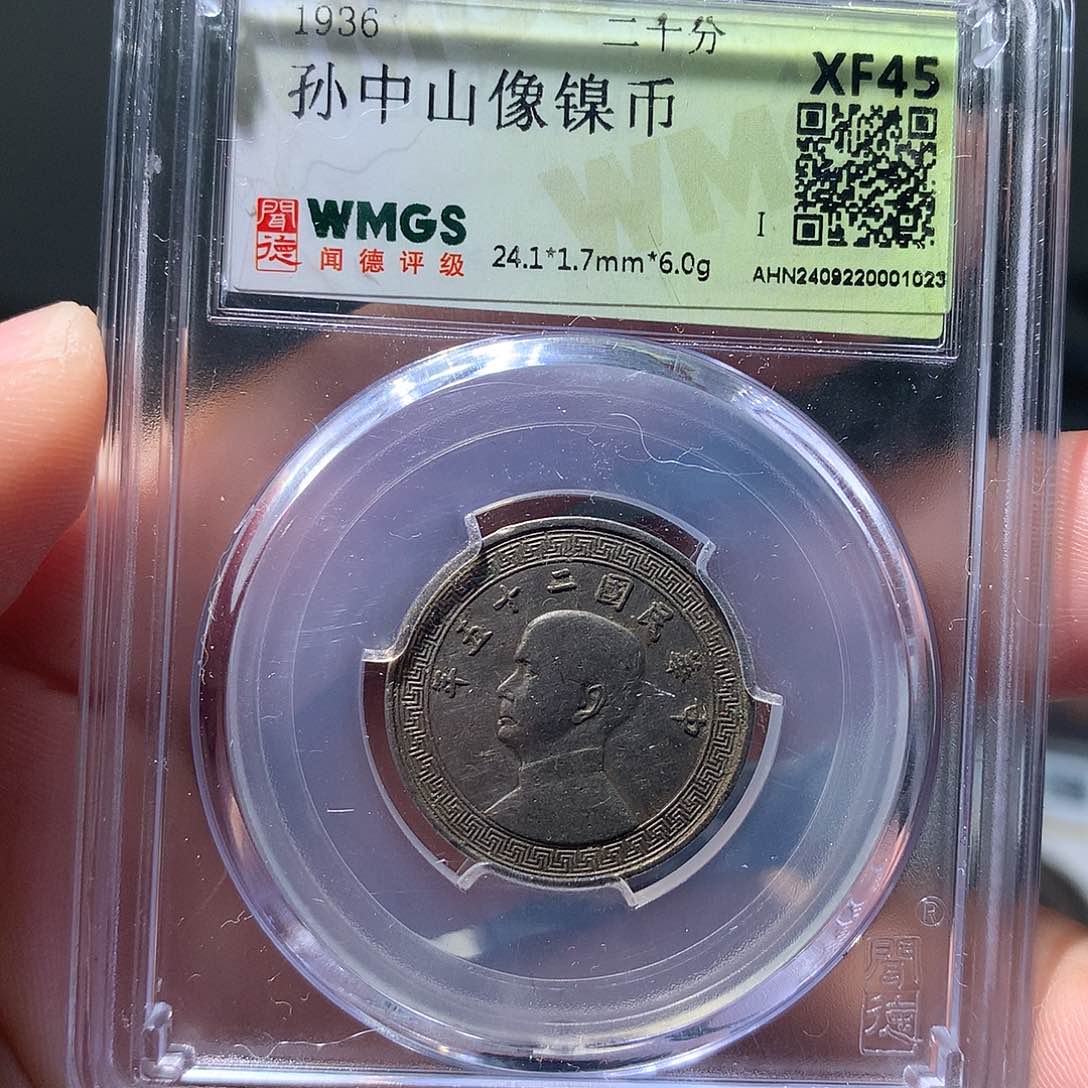 1936 二十分
孙中山像镍币
XF45
聞德
WMGS
闻德评级
24.1*1.7mm*6.0g
I
AHN2409220001023
中華民國二十五年
®
聞德